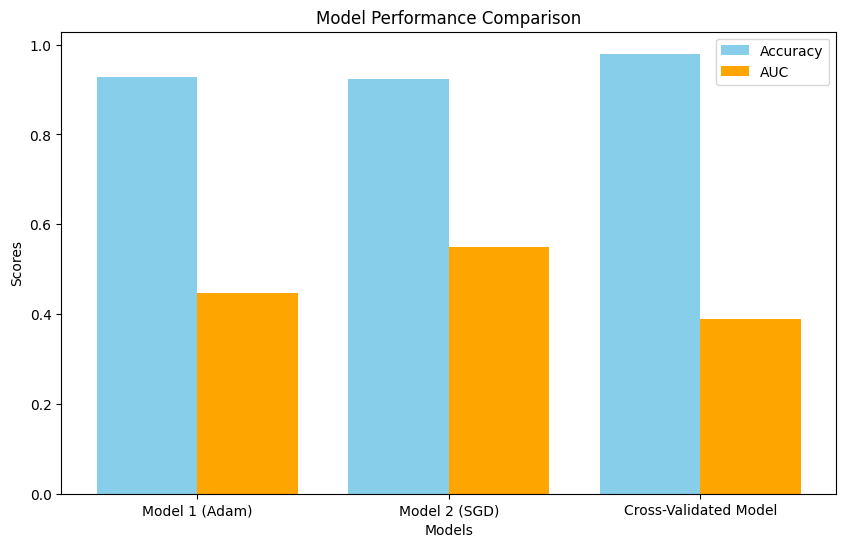 Model Performance Comparison
Accuracy
AUC
Scores
1.0
0.8
0.6
0.4
0.2
0.0
Model 1 (Adam)
Model 2 (SGD)
Cross-Validated Model
Models